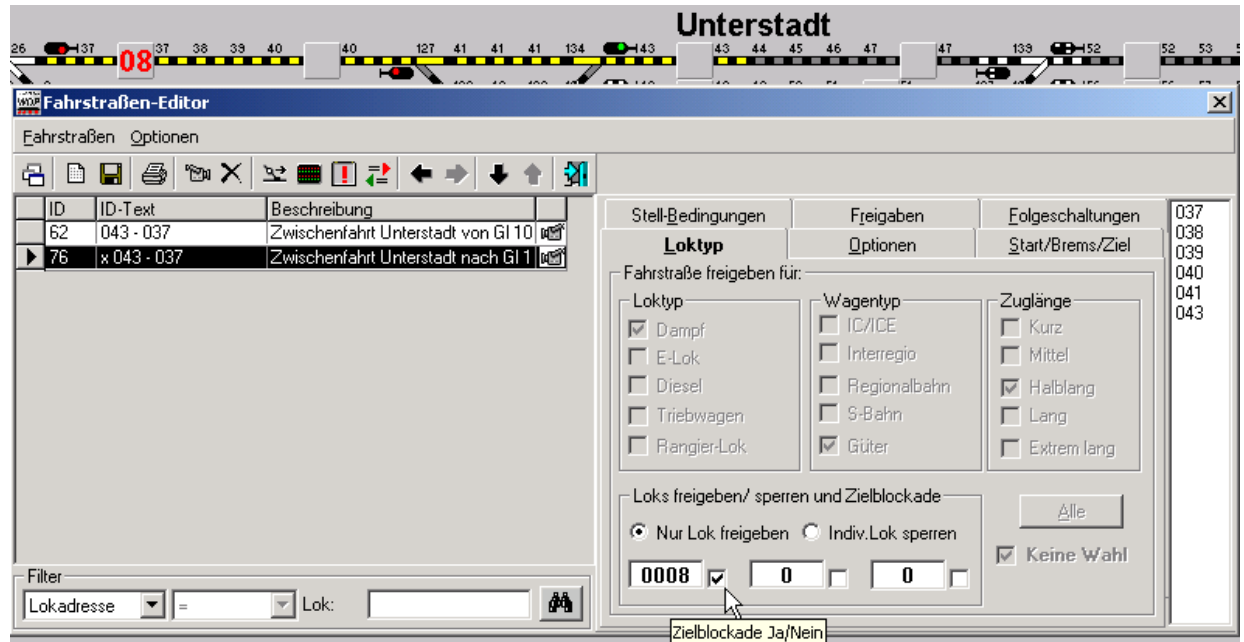 Unterstadt
26 137 37 38 39 40 40 127 41 41 41 134 143 43 44 45 46 47 47 139 152 52 53
08
Fahrstraßen-Editor
Fahrstraßen Optionen
ID ID-Text Beschreibung
62 043 - 037 Zwischenfahrt Unterstadt von Gl 10
76 x 043 - 037 Zwischenfahrt Unterstadt nach Gl 1
Stell-Bedingungen Freigaben Folgeschaltungen
Loktyp Optionen Start/Brems/Ziel
037
038
039
040
041
043
Fahrstraße freigeben für:
Loktyp
Dampf
E-Lok
Diesel
Triebwagen
Rangier-Lok
Wagentyp
IC/ICE
Interregio
Regionalbahn
S-Bahn
Güter
Zuglänge
Kurz
Mittel
Halblang
Lang
Extrem lang
Loks freigeben/ sperren und Zielblockade
Nur Lok freigeben Indiv.Lok sperren
0008 0 0
Alle
Keine Wahl
Zielblockade Ja/Nein
Filter
Lokadresse = Lok: